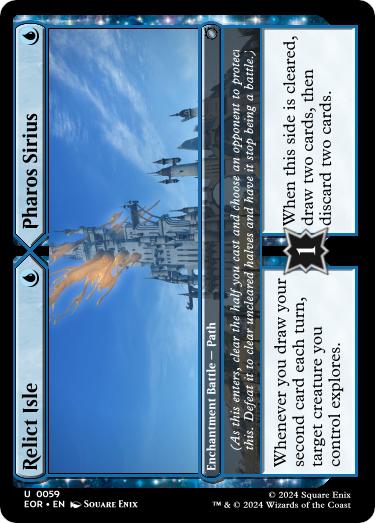 Relict Isle
Pharos Sirius
Enchantment Battle — Path
(As this enters, clear the half you cast and choose an opponent to protect
this. Defeat it to clear uncleared halves and have it stop being a battle.)
Whenever you draw your
second card each turn,
target creature you
control explores.
1
When this side is cleared,
draw two cards, then
discard two cards.
U 0059
EOR • EN SQUARE ENIX
© 2024 Square Enix
™ & © 2024 Wizards of the Coast